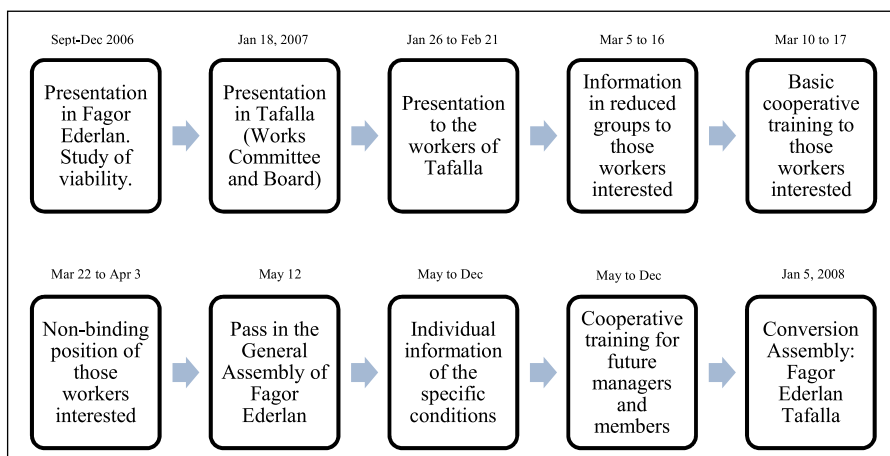 Sept-Dec 2006
Jan 18, 2007
Jan 26 to Feb 21
Mar 5 to 16
Mar 10 to 17
Presentation
in Fagor
Ederlan.
Study of
viability.
Presentation
in Tafalla
(Works
Committee
and Board)
Presentation
to the
workers of
Tafalla
Information
in reduced
groups to
those
workers
interested
Basic
cooperative
training to
those
workers
interested
Mar 22 to Apr 3
May 12
May to Dec
May to Dec
Jan 5, 2008
Non-binding
position of
those
workers
interested
Pass in the
General
Assembly of
Fagor
Ederlan
Individual
information
of the
specific
conditions
Cooperative
training for
future
managers
and
members
Conversion
Assembly:
Fagor
Ederlan
Tafalla